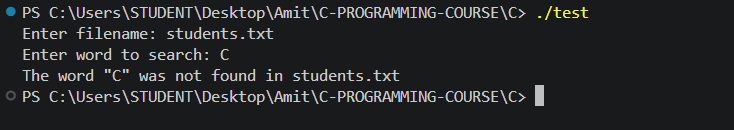 PS C:\Users\STUDENT\Desktop\Amit\C-PROGRAMMING-COURSE\C> ./test
Enter filename: students.txt
Enter word to search: C
The word "C" was not found in students.txt
PS C:\Users\STUDENT\Desktop\Amit\C-PROGRAMMING-COURSE\C>